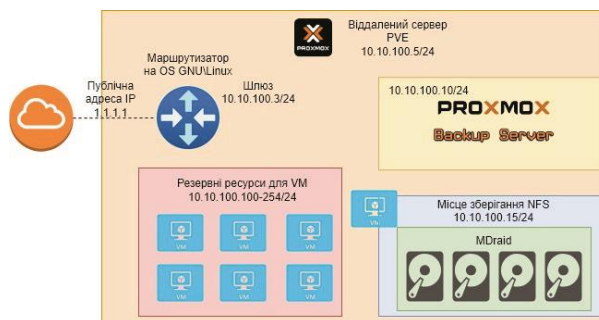 PROXMOX
Віддалений сервер
PVE
10.10.100.5/24
Маршрутизатор
на OS GNU\Linux
Шлюз
10.10.100.3/24
Публічна
адреса IP
1.1.1.1
10.10.100.10/24
PROXMOX
Backup Server
Резервні ресурси для VM
10.10.100.100-254/24
VM
VM
VM
VM
VM
VM
VM
Місце зберігання NFS
10.10.100.15/24
MDraid